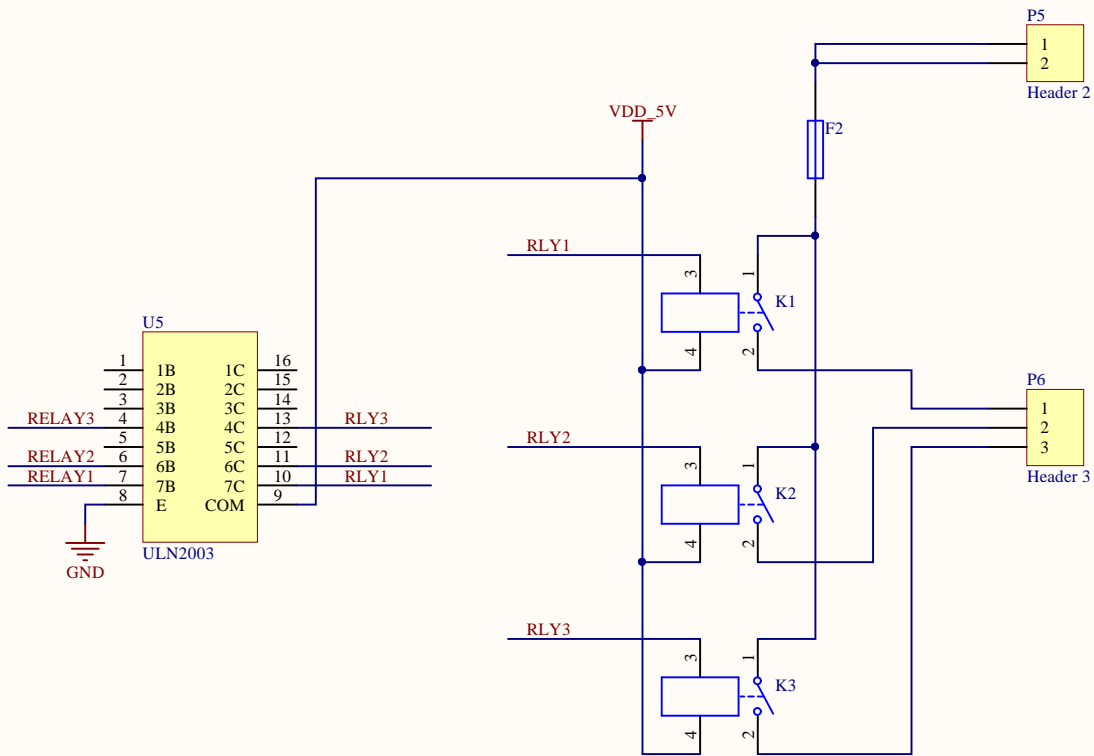 P5
1
2
Header 2
VDD_5V
F2
RLY1
3
1
K1
4
2
U5
1 1B 1C 16
2 2B 2C 15
3 3B 3C 14
RELAY3 4 4B 4C 13 RLY3
5 5B 5C 12
RELAY2 6 6B 6C 11 RLY2
RELAY1 7 7B 7C 10 RLY1
8 E COM 9
ULN2003
GND
P6
1
2
3
Header 3
RLY2
3
1
K2
4
2
RLY3
3
1
K3
4
2